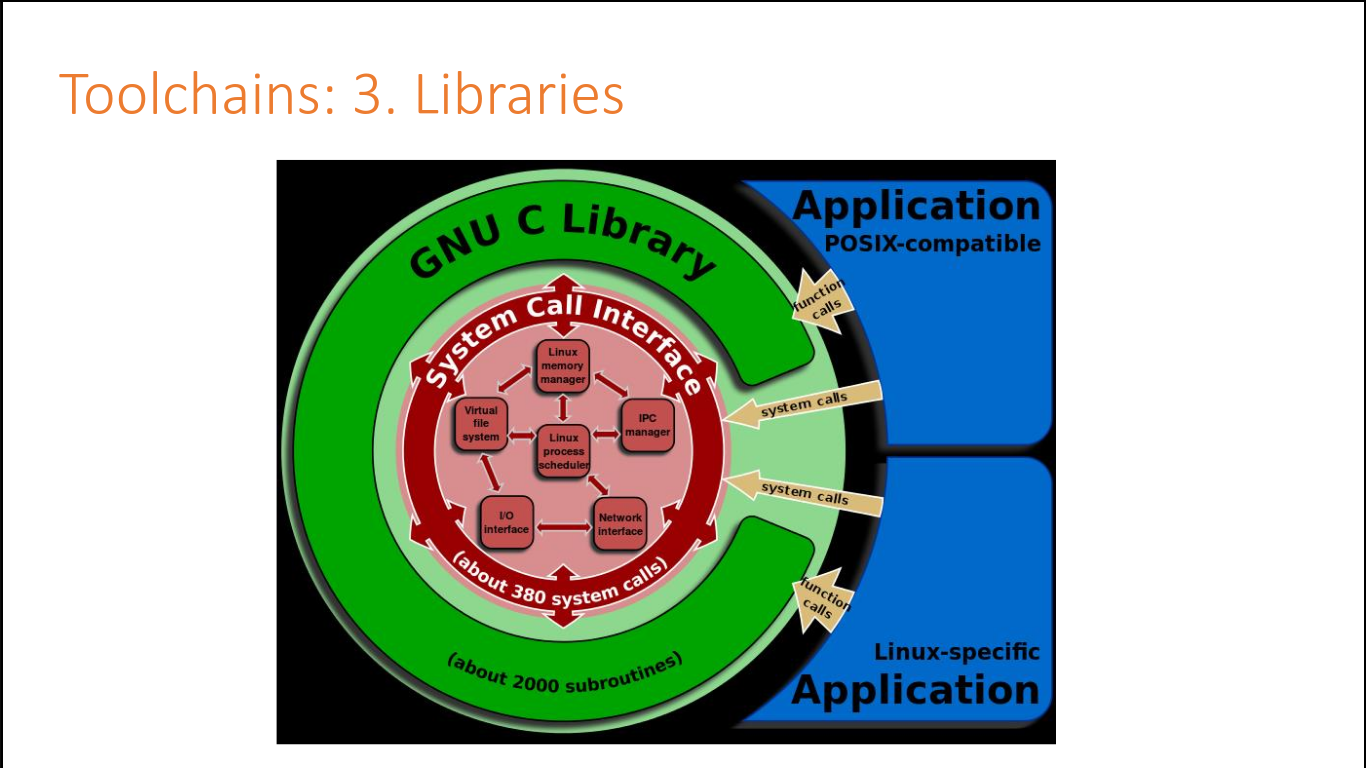 Toolchains: 3. Libraries
GNU C Library
System Call Interface
Linux
memory
manager
Virtual
file
system
IPC
manager
Linux
process
scheduler
I/O
interface
Network
interface
(about 380 system calls)
(about 2000 subroutines)
Application
POSIX-compatible
function
calls
system calls
system calls
function
calls
Linux-specific
Application